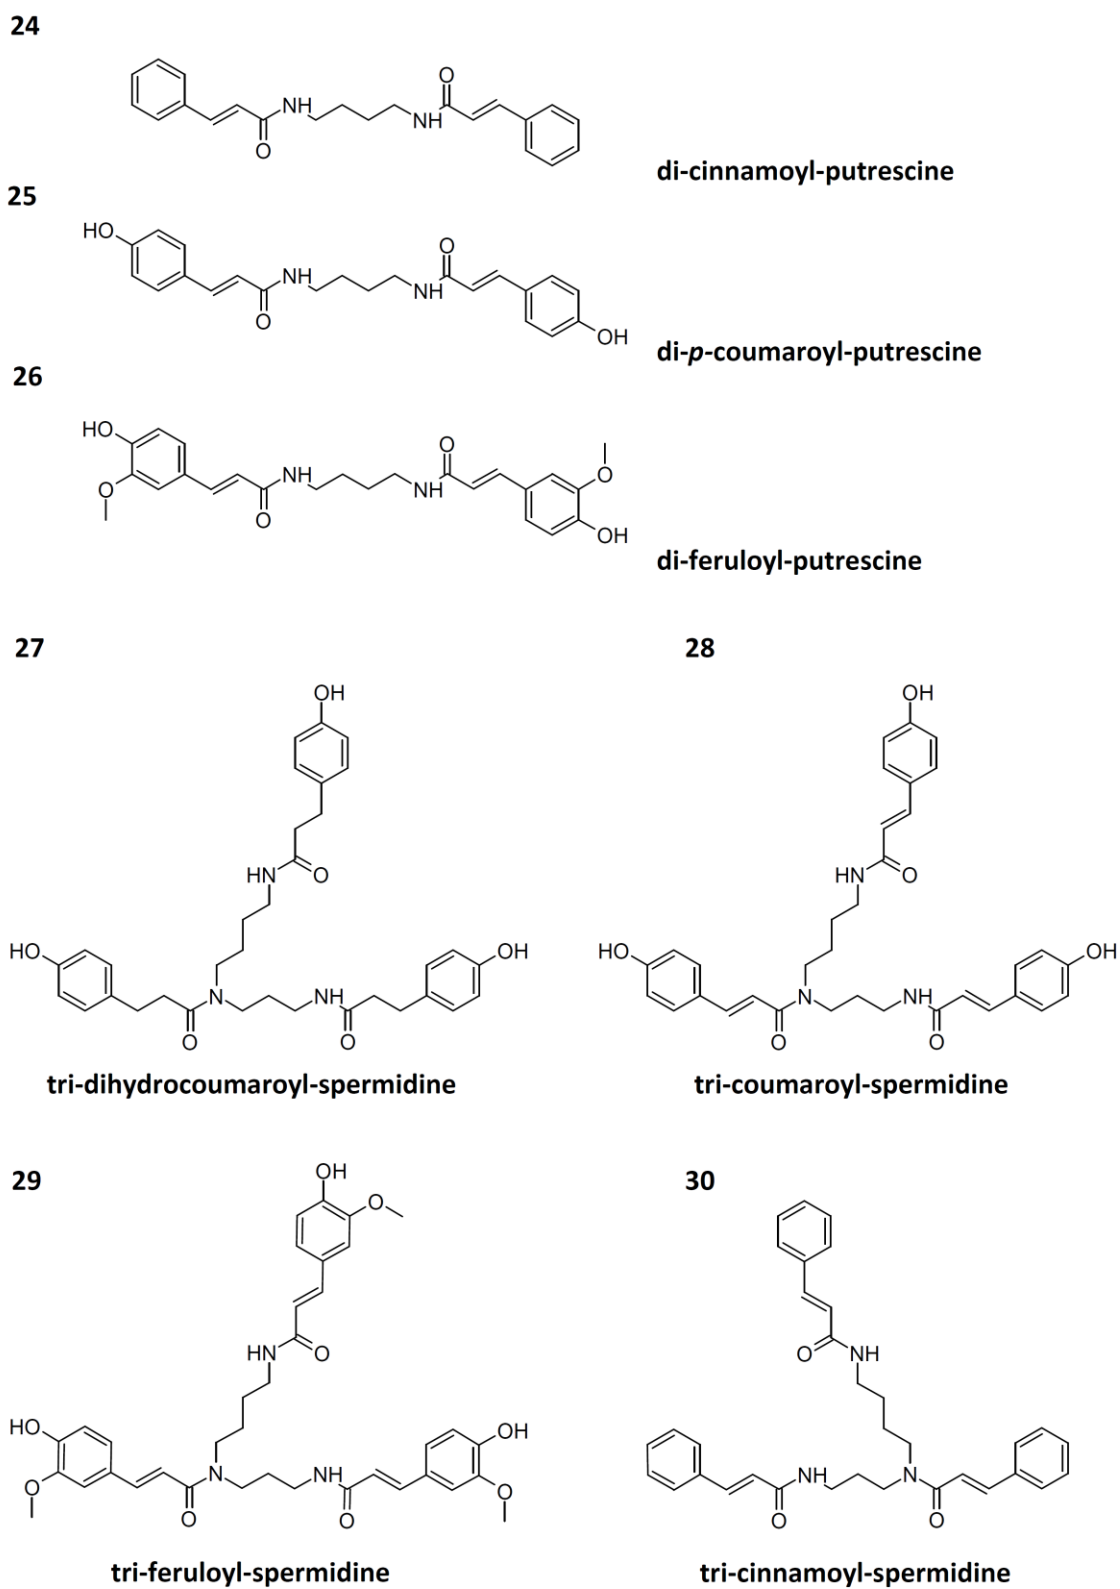 24
O
NH
NH
O
di-cinnamoyl-putrescine
25
HO
O
NH
NH
O
OH
di-p-coumaroyl-putrescine
26
HO
O
NH
O
O
NH
O
OH
di-feruloyl-putrescine
27
28
OH
OH
HN
O
HN
O
HO
OH
HO
OH
N
NH
N
NH
O
O
O
O
tri-dihydrocoumaroyl-spermidine
tri-coumaroyl-spermidine
29
30
OH
O
HN
O
O
NH
HO
OH
O
N
NH
O
NH
N
O
O
O
O
tri-feruloyl-spermidine
tri-cinnamoyl-spermidine